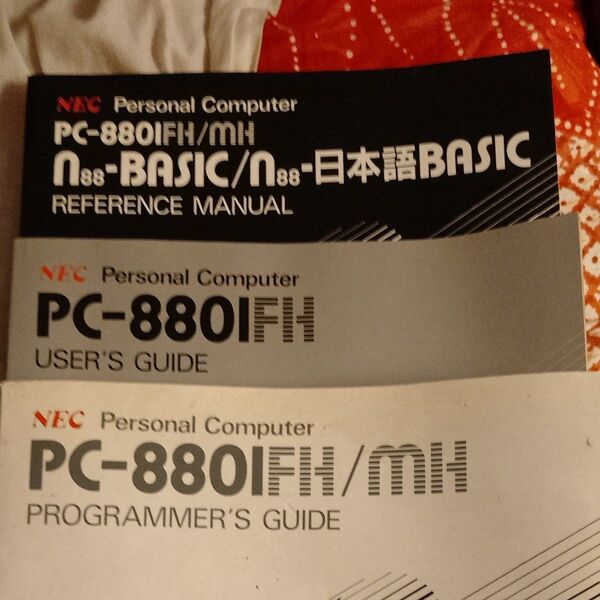 NEC Personal Computer
PC-8801FH/mH
N88-BASIC/N88-日本語BASIC
REFERENCE MANUAL
NEC Personal Computer
PC-8801FH
USER'S GUIDE
NEC Personal Computer
PC-8801FH/mH
PROGRAMMER'S GUIDE